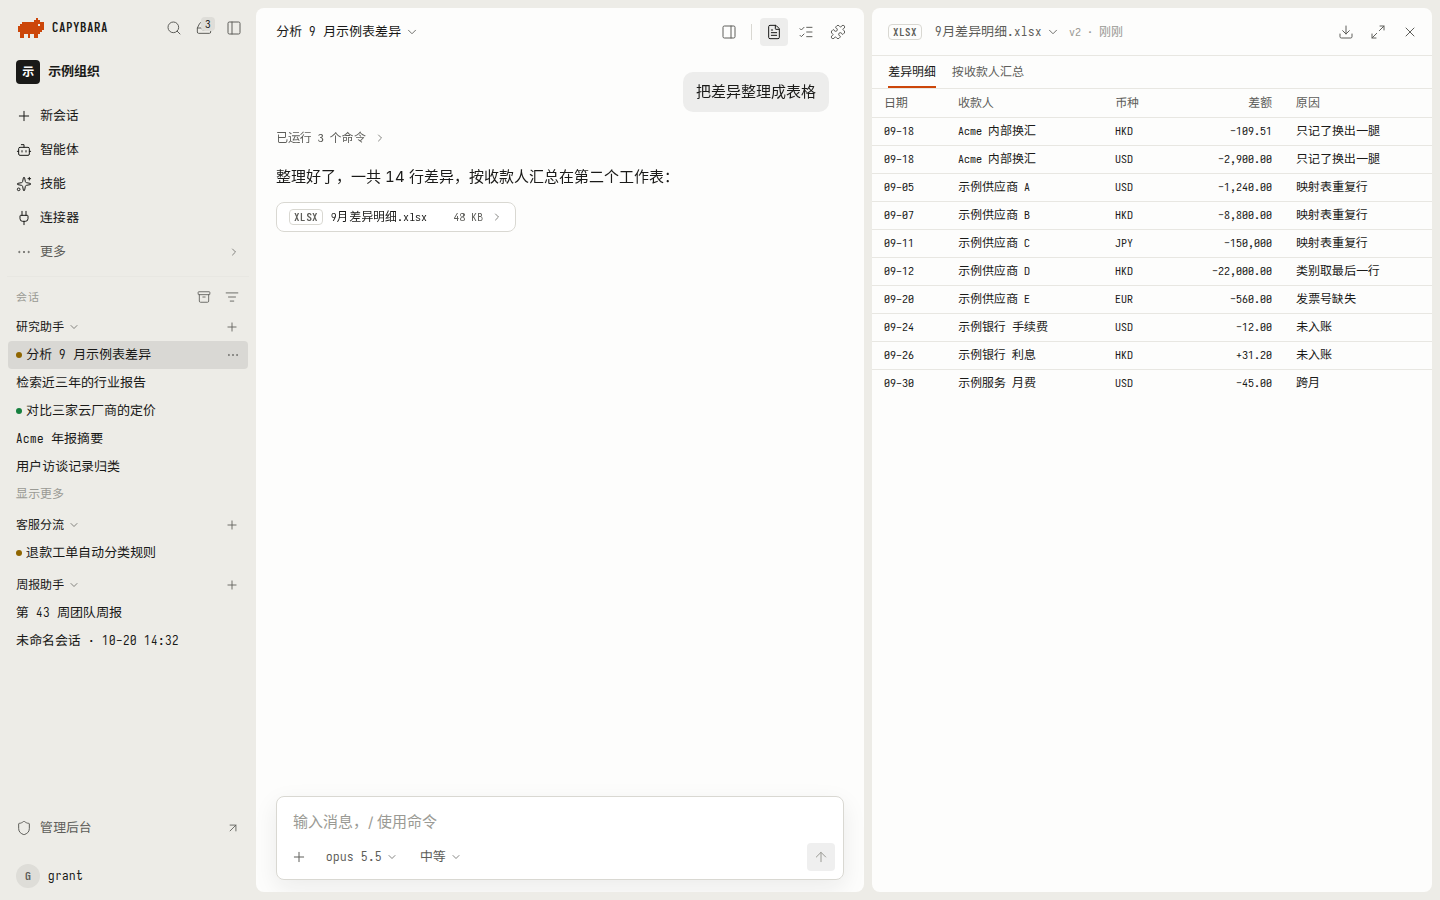 CAPYBARA
3
示 示例组织
新会话
智能体
技能
连接器
更多
会话
研究助手
分析 9 月示例表差异
检索近三年的行业报告
对比三家云厂商的定价
Acme 年报摘要
用户访谈记录归类
显示更多
客服分流
退款工单自动分类规则
周报助手
第 43 周团队周报
未命名会话 · 10-20 14:32
管理后台
G grant
分析 9 月示例表差异
把差异整理成表格
已运行 3 个命令
整理好了，一共 14 行差异，按收款人汇总在第二个工作表：
XLSX 9月差异明细.xlsx 48 KB
输入消息，/ 使用命令
opus 5.5 中等
XLSX 9月差异明细.xlsx v2 · 刚刚
差异明细 按收款人汇总
日期 收款人 币种 差额 原因
09-18 Acme 内部换汇 HKD -109.51 只记了换出一腿
09-18 Acme 内部换汇 USD -2,900.00 只记了换出一腿
09-05 示例供应商 A USD -1,240.00 映射表重复行
09-07 示例供应商 B HKD -8,800.00 映射表重复行
09-11 示例供应商 C JPY -150,000 映射表重复行
09-12 示例供应商 D HKD -22,000.00 类别取最后一行
09-20 示例供应商 E EUR -560.00 发票号缺失
09-24 示例银行 手续费 USD -12.00 未入账
09-26 示例银行 利息 HKD +31.20 未入账
09-30 示例服务 月费 USD -45.00 跨月